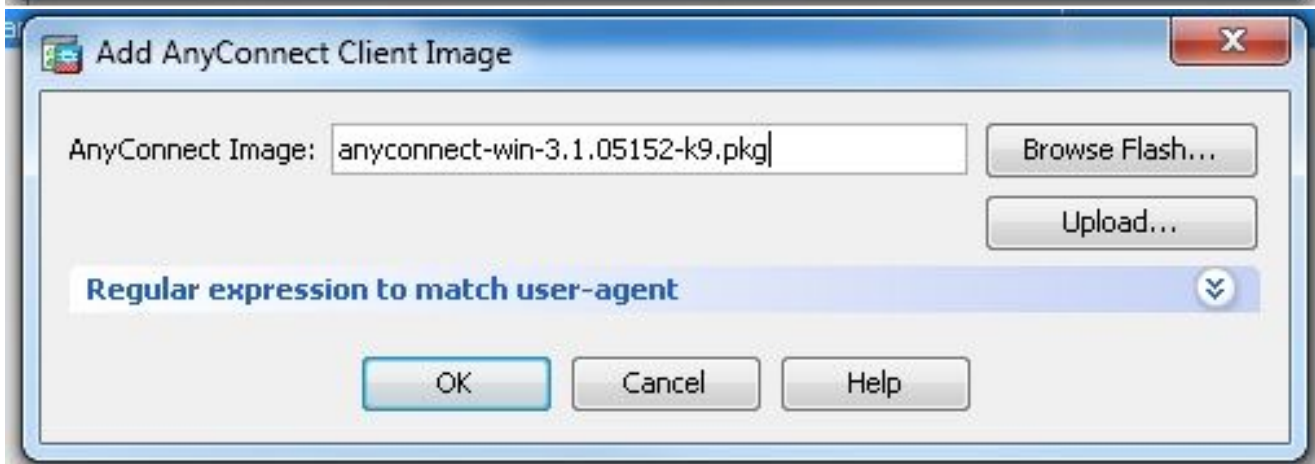 Add AnyConnect Client Image
AnyConnect Image: anyconnect-win-3.1.05152-k9.pkg Browse Flash...
Upload...
Regular expression to match user-agent
OK Cancel Help